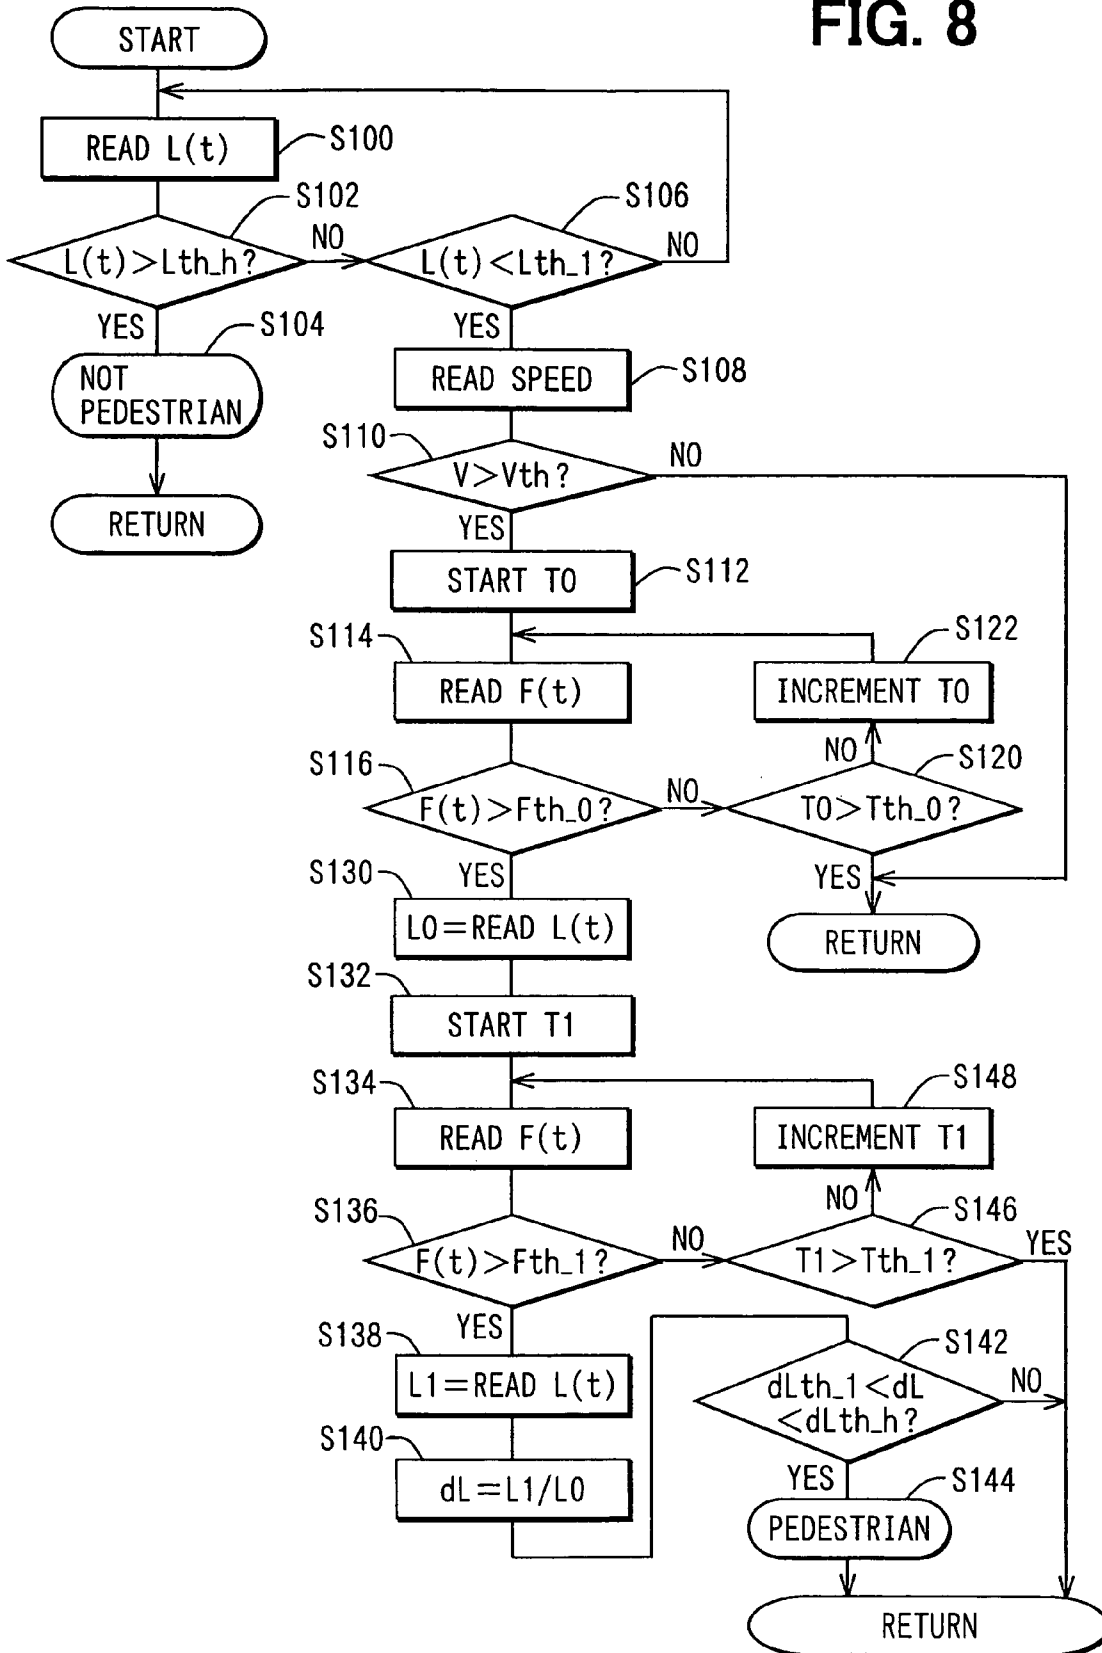 FIG. 8
START
READ L(t)
S100
S102
L(t)>Lth_h?
NO
YES
S104
NOT
PEDESTRIAN
RETURN
S106
L(t)<Lth_1?
NO
YES
READ SPEED
S108
S110
V>Vth?
NO
YES
START T0
S112
S114
READ F(t)
S122
INCREMENT T0
S116
F(t)>Fth_0?
NO
NO
S120
T0>Tth_0?
YES
YES
RETURN
S130
L0=READ L(t)
S132
START T1
S134
READ F(t)
S148
INCREMENT T1
S136
F(t)>Fth_1?
NO
NO
S146
T1>Tth_1?
YES
YES
S138
L1=READ L(t)
S140
dL=L1/L0
S142
dLth_1<dL
<dLth_h?
NO
YES
S144
PEDESTRIAN
RETURN